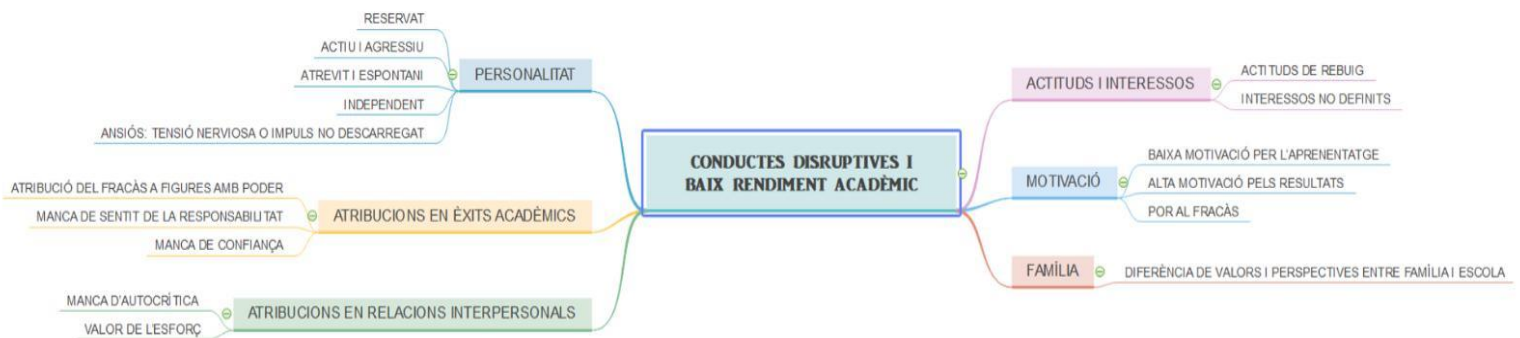 CONDUCTES DISRUPTIVES I
BAIX RENDIMENT ACADÈMIC
PERSONALITAT
RESERVAT
ACTIU I AGRESSIU
ATREVIT I ESPONTANI
INDEPENDENT
ANSIÓS: TENSIÓ NERVIOSA O IMPULS NO DESCARREGAT
ATRIBUCIONS EN ÈXITS ACADÈMICS
ATRIBUCIÓ DEL FRACÀS A FIGURES AMB PODER
MANCA DE SENTIT DE LA RESPONSABILITAT
MANCA DE CONFIANÇA
ATRIBUCIONS EN RELACIONS INTERPERSONALS
MANCA D'AUTOCRÍTICA
VALOR DE L'ESFORÇ
ACTITUDS I INTERESSOS
ACTITUDS DE REBUIG
INTERESSOS NO DEFINITS
MOTIVACIÓ
BAIXA MOTIVACIÓ PER L'APRENENTATGE
ALTA MOTIVACIÓ PELS RESULTATS
POR AL FRACÀS
FAMÍLIA
DIFERÈNCIA DE VALORS I PERSPECTIVES ENTRE FAMÍLIA I ESCOLA